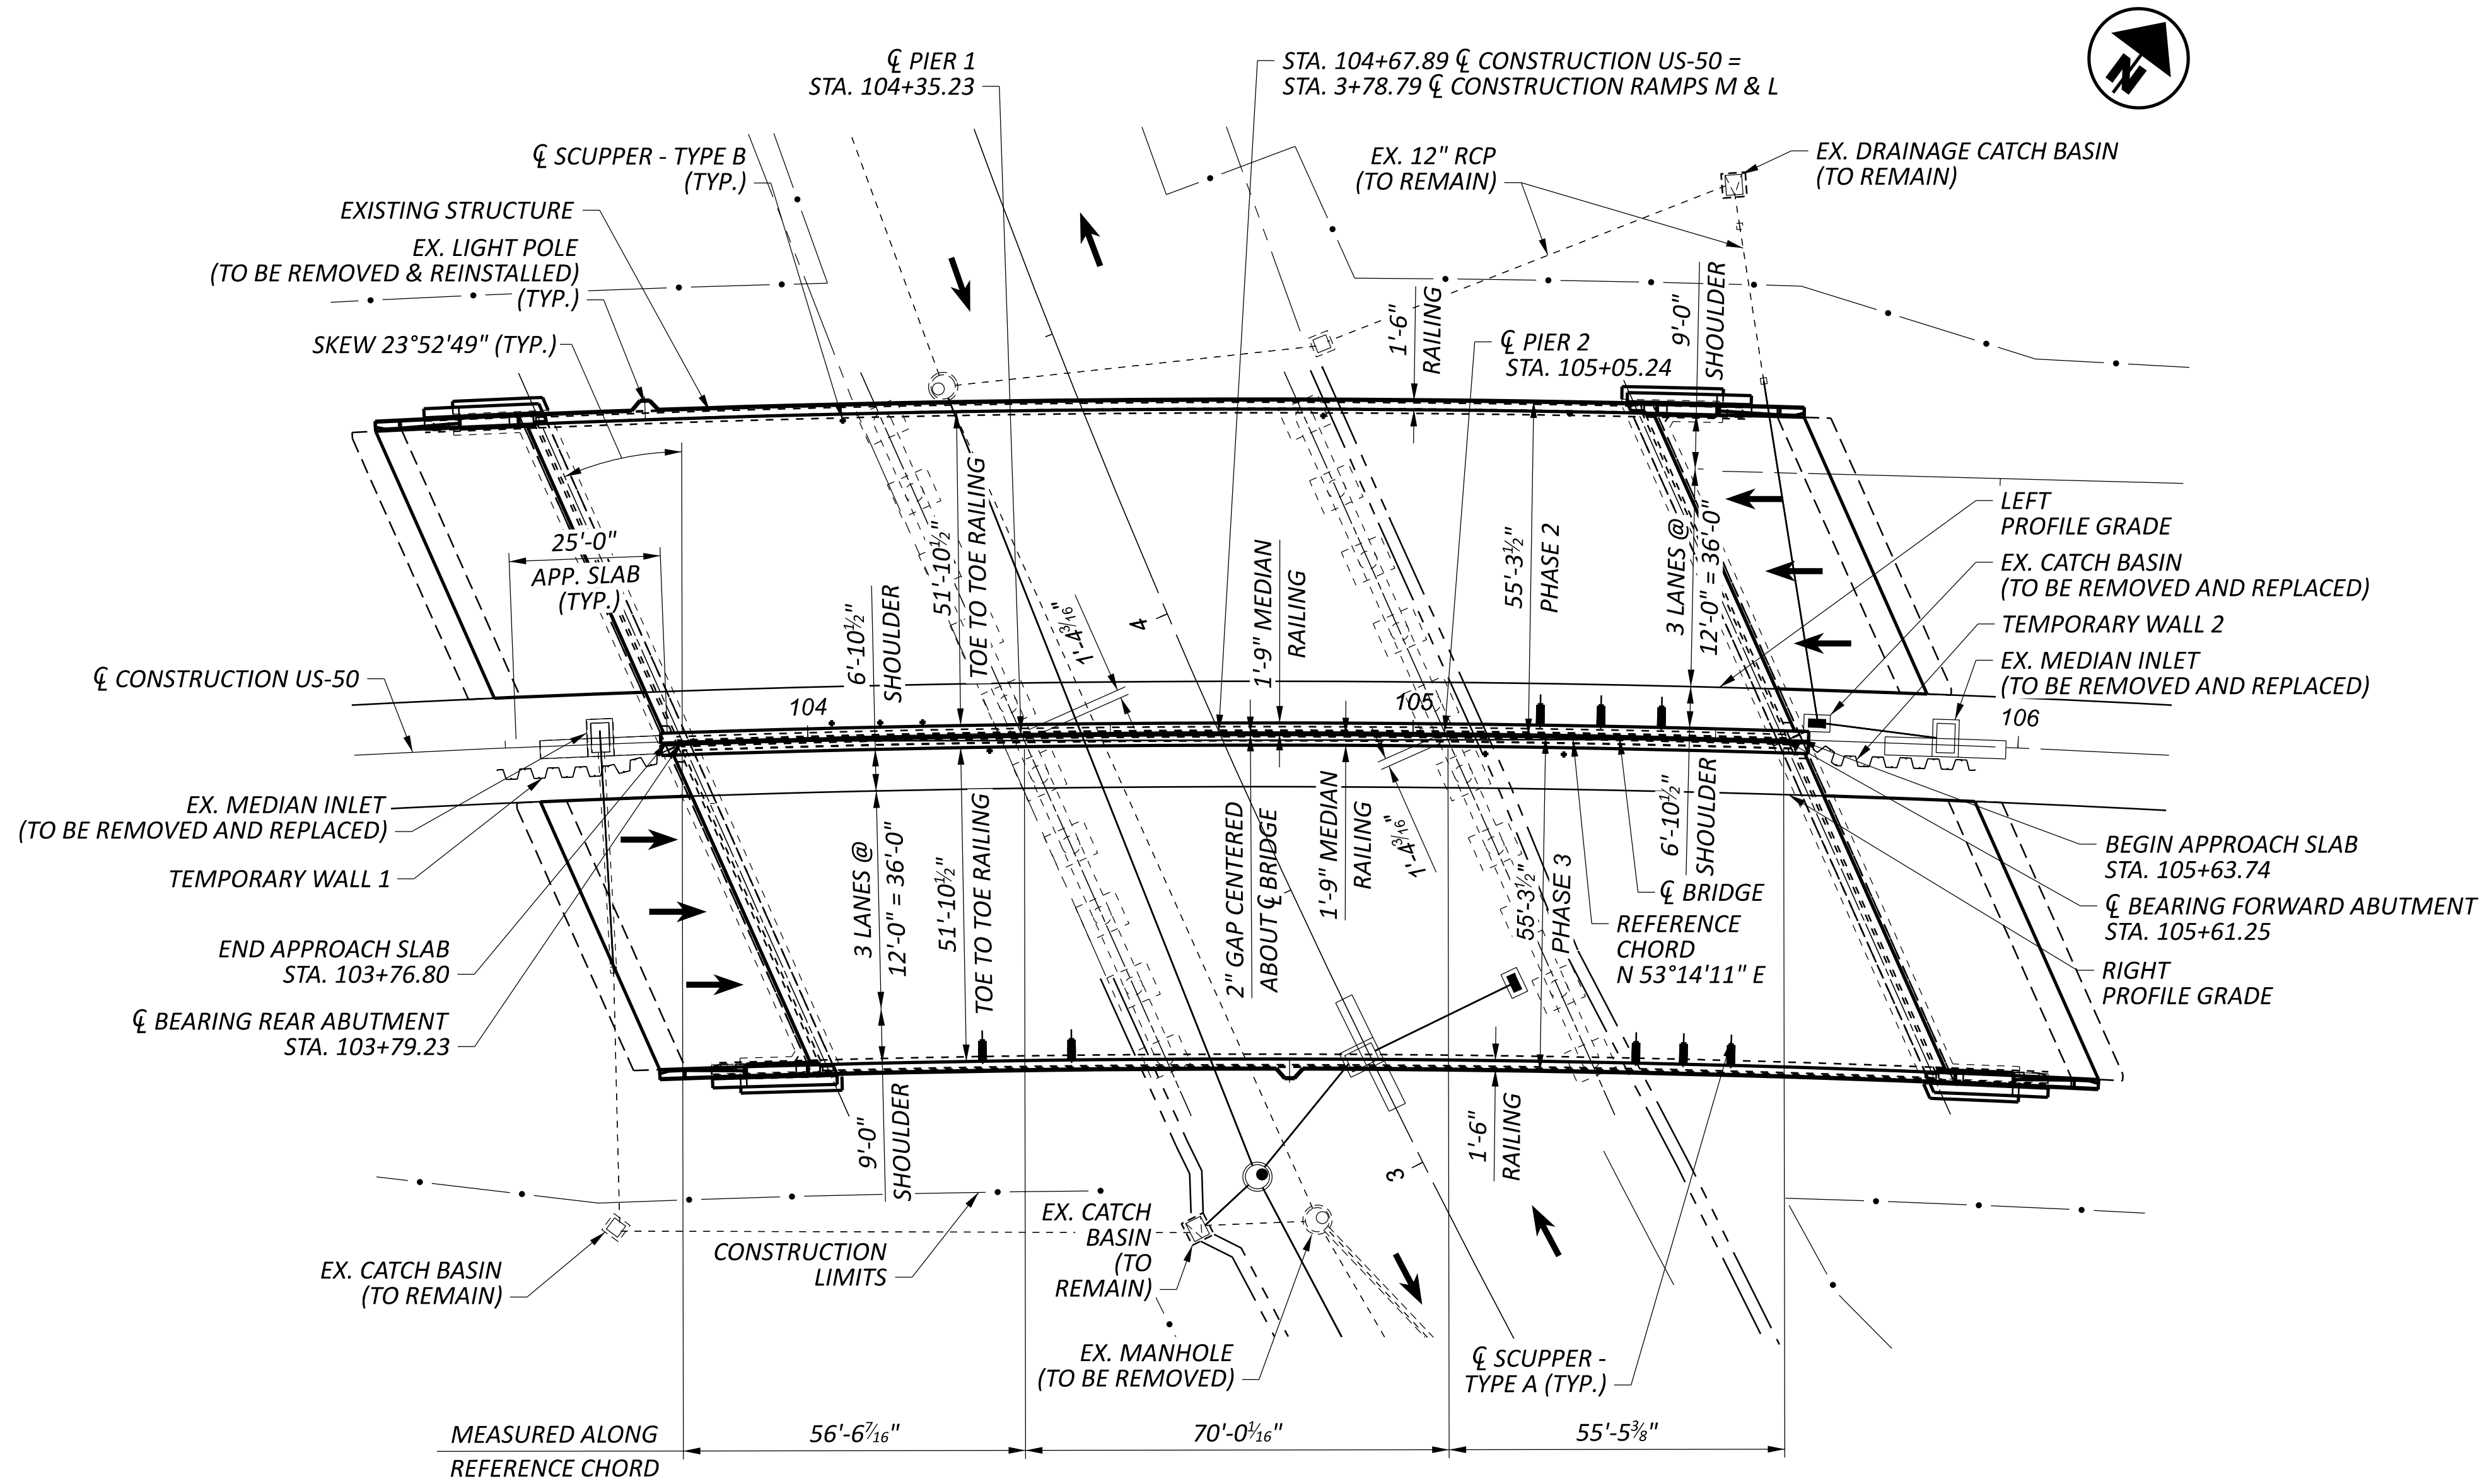 ℄ PIER 1
STA. 104+35.23
STA. 104+67.89 ℄ CONSTRUCTION US-50 =
STA. 3+78.79 ℄ CONSTRUCTION RAMPS M & L
N
℄ SCUPPER - TYPE B
(TYP.)
EX. 12" RCP
(TO REMAIN)
EX. DRAINAGE CATCH BASIN
(TO REMAIN)
EXISTING STRUCTURE
EX. LIGHT POLE
(TO BE REMOVED & REINSTALLED)
(TYP.)
SKEW 23°52'49" (TYP.)
1'-6"
RAILING
℄ PIER 2
STA. 105+05.24
9'-0"
SHOULDER
25'-0"
APP. SLAB
(TYP.)
6'-10½"
SHOULDER
51'-10½"
TOE TO TOE RAILING
1'-4³⁄₁₆"
4
1'-9" MEDIAN
RAILING
55'-3½"
PHASE 2
3 LANES @
12'-0" = 36'-0"
LEFT
PROFILE GRADE
EX. CATCH BASIN
(TO BE REMOVED AND REPLACED)
TEMPORARY WALL 2
EX. MEDIAN INLET
(TO BE REMOVED AND REPLACED)
℄ CONSTRUCTION US-50
104
105
106
EX. MEDIAN INLET
(TO BE REMOVED AND REPLACED)
TEMPORARY WALL 1
END APPROACH SLAB
STA. 103+76.80
℄ BEARING REAR ABUTMENT
STA. 103+79.23
3 LANES @
12'-0" = 36'-0"
51'-10½"
TOE TO TOE RAILING
2" GAP CENTERED
ABOUT ℄ BRIDGE
1'-9" MEDIAN
RAILING
1'-4³⁄₁₆"
55'-3½"
PHASE 3
6'-10½"
SHOULDER
℄ BRIDGE
REFERENCE
CHORD
N 53°14'11" E
BEGIN APPROACH SLAB
STA. 105+63.74
℄ BEARING FORWARD ABUTMENT
STA. 105+61.25
RIGHT
PROFILE GRADE
9'-0"
SHOULDER
1'-6"
RAILING
3
EX. CATCH BASIN
(TO REMAIN)
CONSTRUCTION
LIMITS
EX. CATCH
BASIN
(TO
REMAIN)
EX. MANHOLE
(TO BE REMOVED)
℄ SCUPPER -
TYPE A (TYP.)
MEASURED ALONG
REFERENCE CHORD
56'-6⁷⁄₁₆"
70'-0¹⁄₁₆"
55'-5⅜"